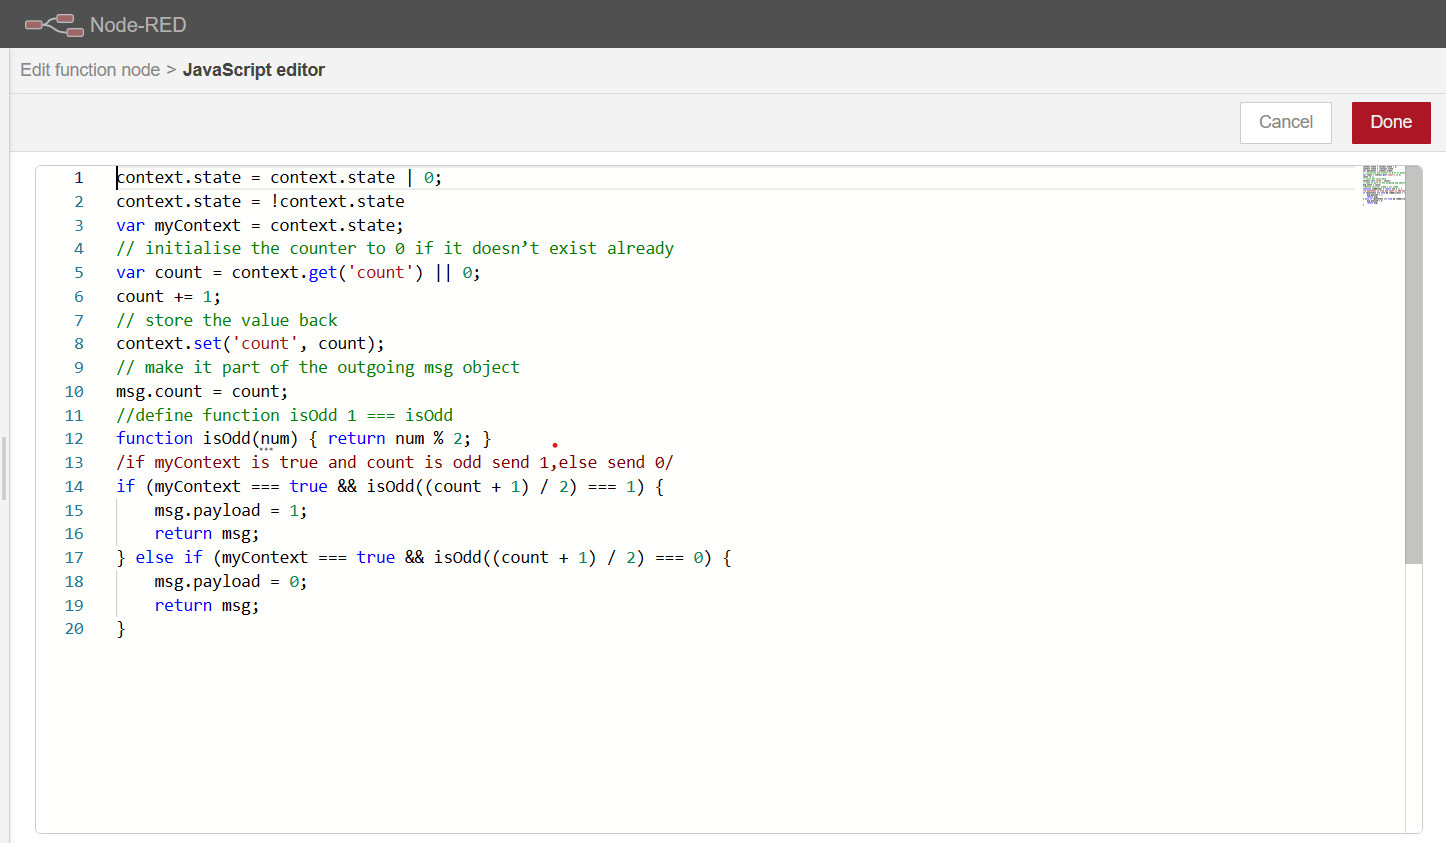 Node-RED
Edit function node > JavaScript editor
Cancel
Done
1 context.state = context.state | 0;
2 context.state = !context.state
3 var myContext = context.state;
4 // initialise the counter to 0 if it doesn’t exist already
5 var count = context.get('count') || 0;
6 count += 1;
7 // store the value back
8 context.set('count', count);
9 // make it part of the outgoing msg object
10 msg.count = count;
11 //define function isOdd 1 === isOdd
12 function isOdd(num) { return num % 2; }
13 /if myContext is true and count is odd send 1,else send 0/
14 if (myContext === true && isOdd((count + 1) / 2) === 1) {
15     msg.payload = 1;
16     return msg;
17 } else if (myContext === true && isOdd((count + 1) / 2) === 0) {
18     msg.payload = 0;
19     return msg;
20 }